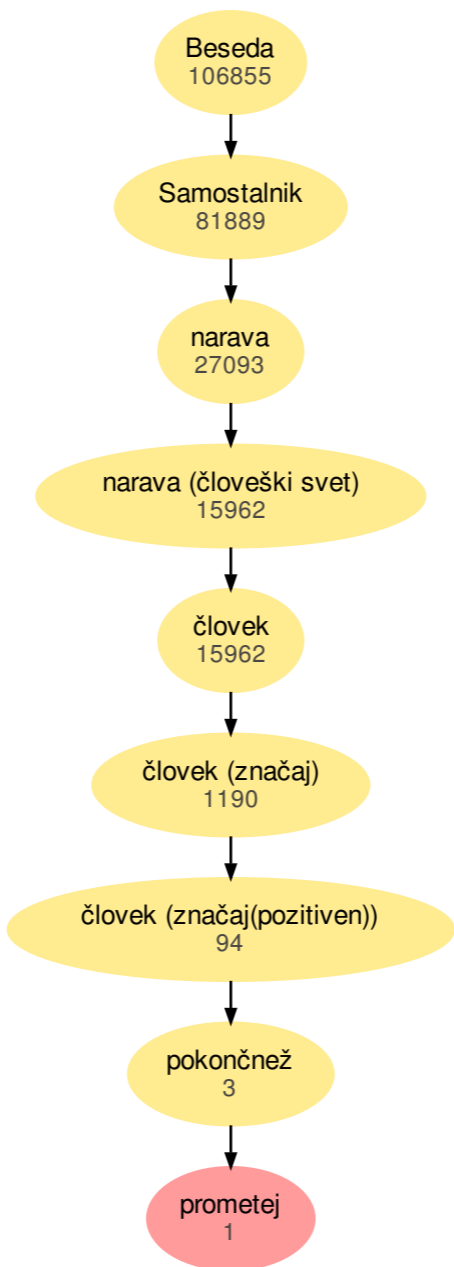 Beseda
106855
Samostalnik
81889
narava
27093
narava (človeški svet)
15962
človek
15962
človek (značaj)
1190
človek (značaj(pozitiven))
94
pokončnež
3
prometej
1